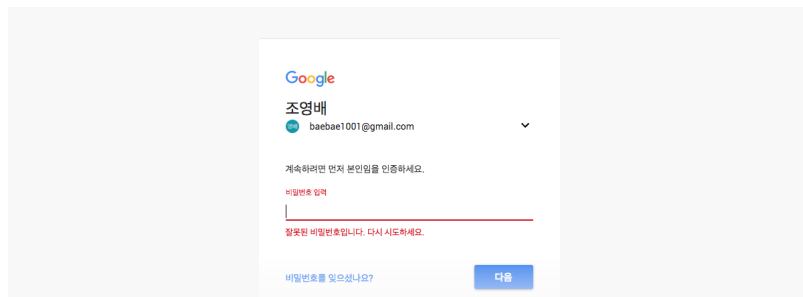 Google
조영배
영배 baebae1001@gmail.com
계속하려면 먼저 본인임을 인증하세요.
비밀번호 입력
잘못된 비밀번호입니다. 다시 시도하세요.
비밀번호를 잊으셨나요? 다음